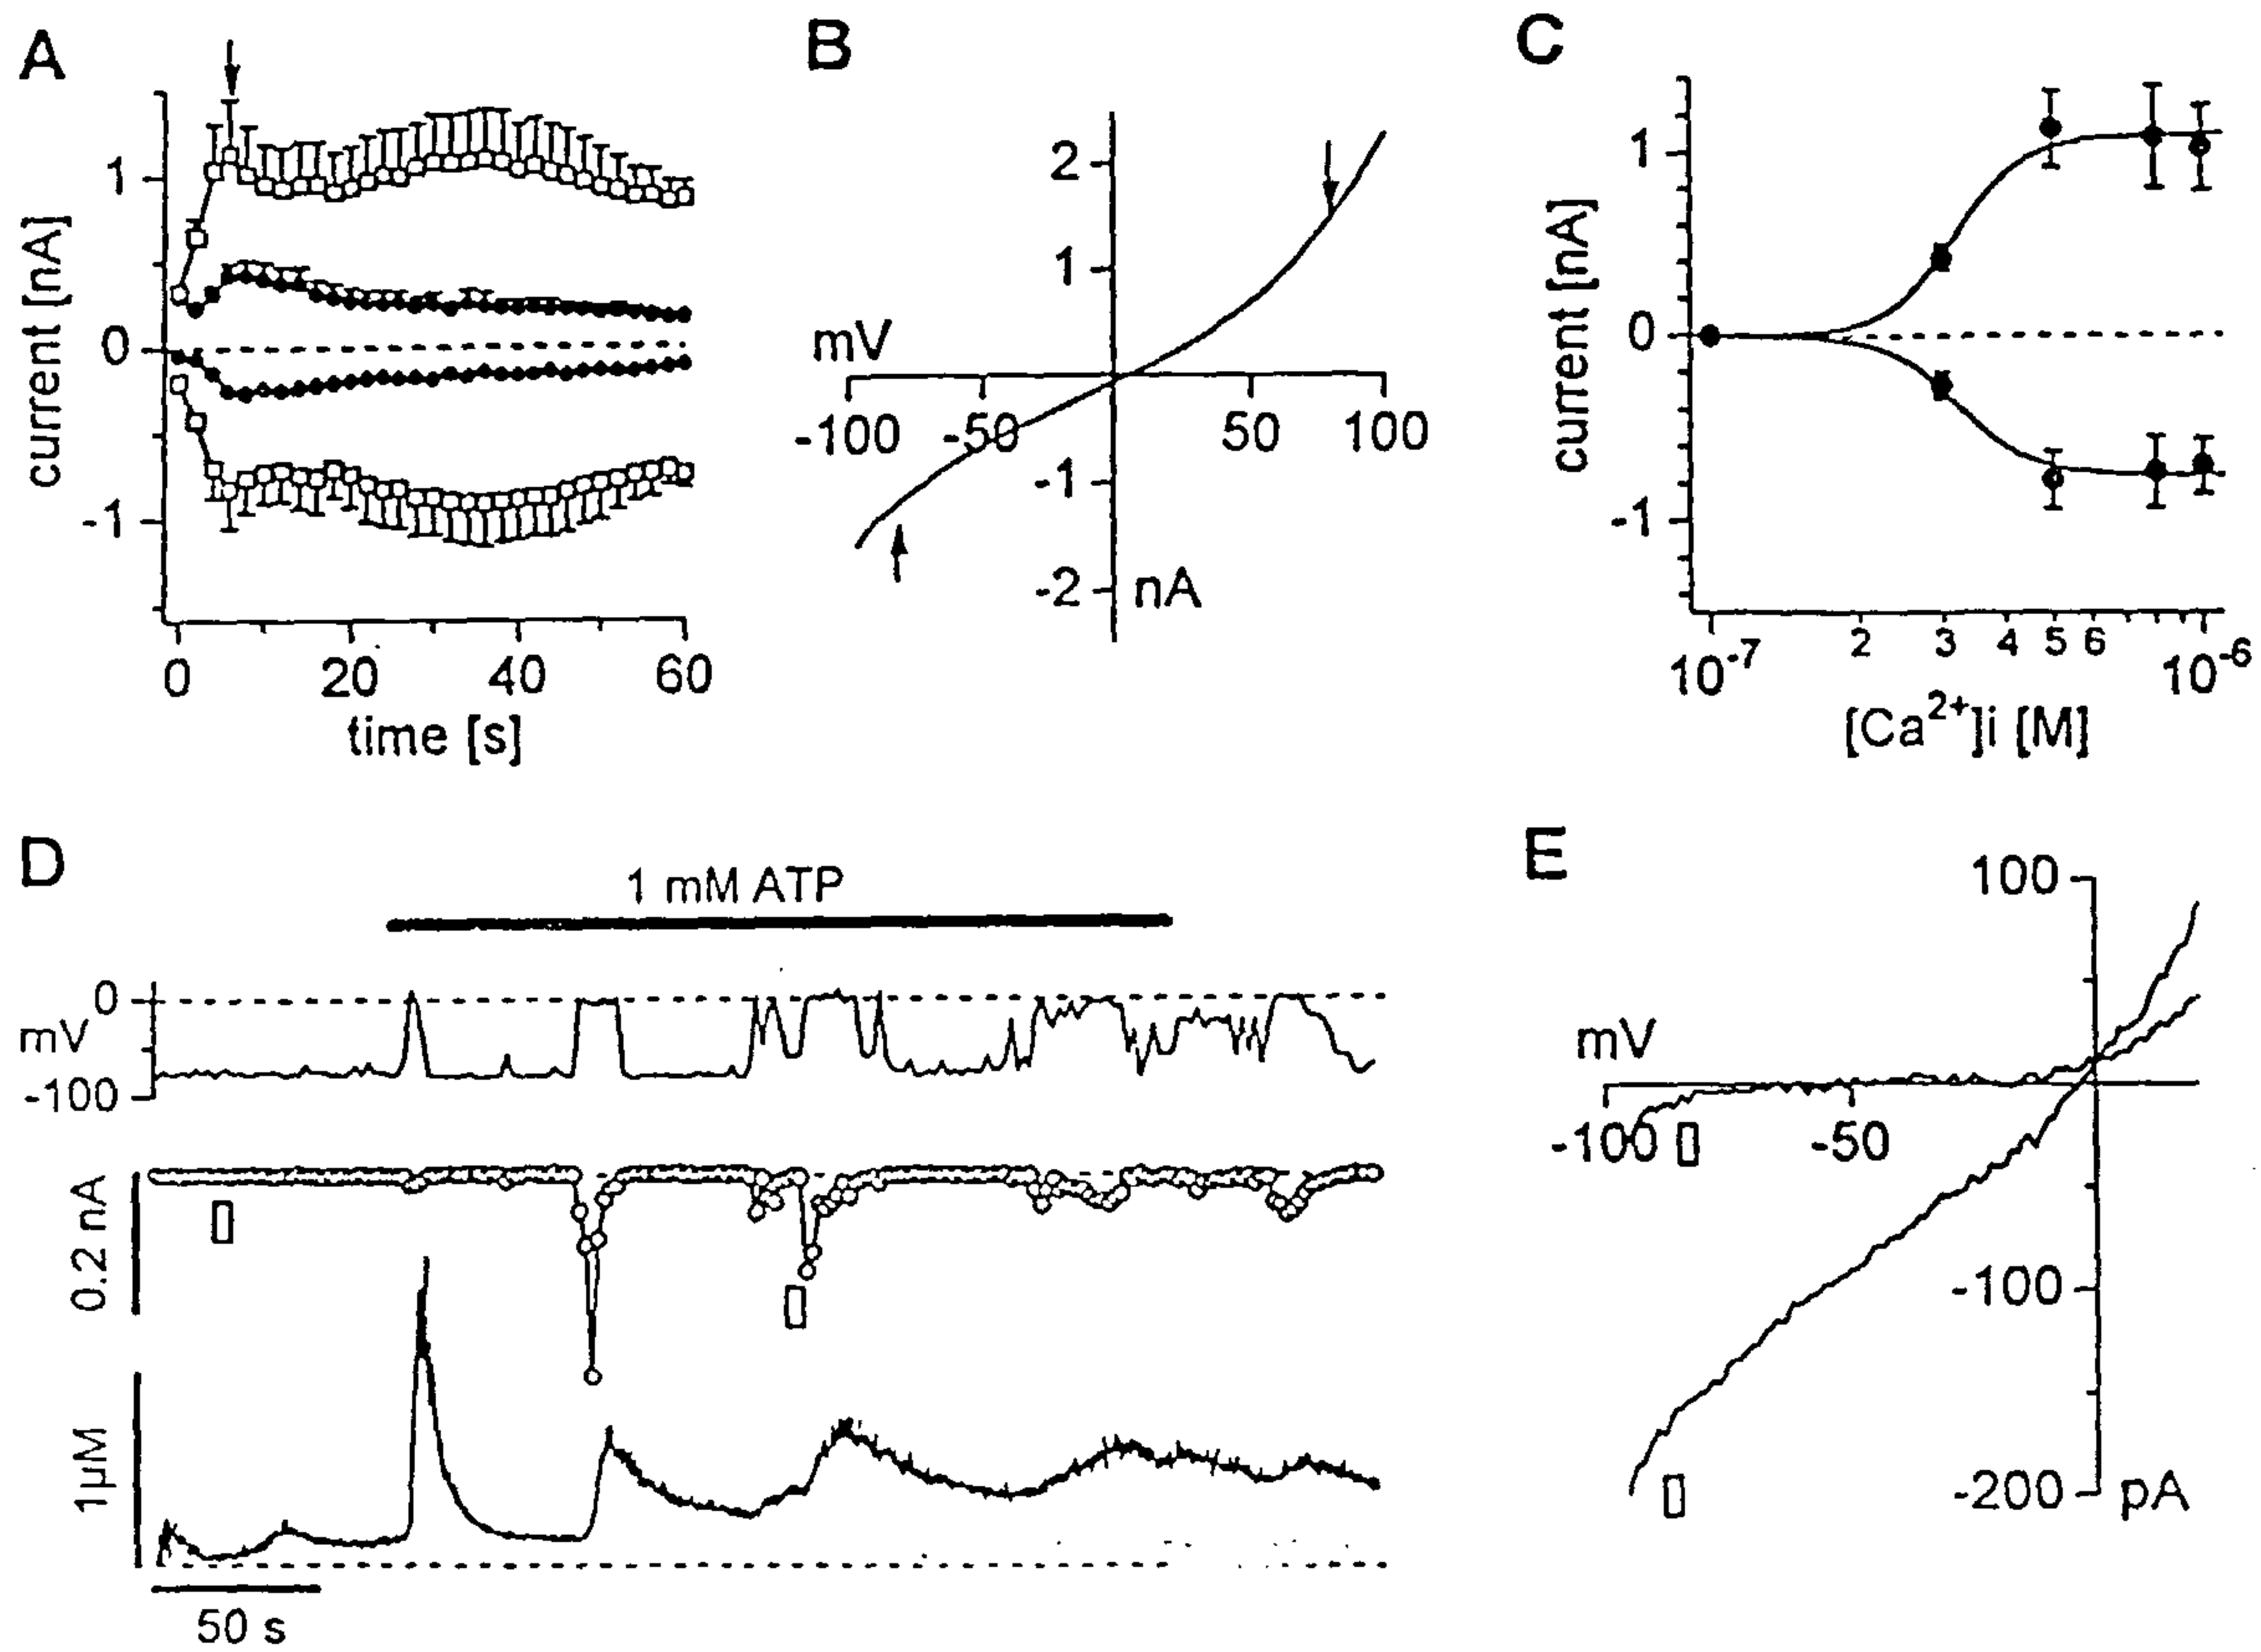 A
current [nA]
1
0
-1
0 20 40 60
time [s]
B
2
1
mV
-100 -50 50 100
-1
-2 nA
C
current [nA]
1
0
-1
2 3 4 5 6
10⁻⁷ 10⁻⁶
[Ca²⁺]i [M]
D
1 mM ATP
0
mV
-100
0.2 nA
1µM
50 s
E
100
mV
-100 -50
-100
-200 pA